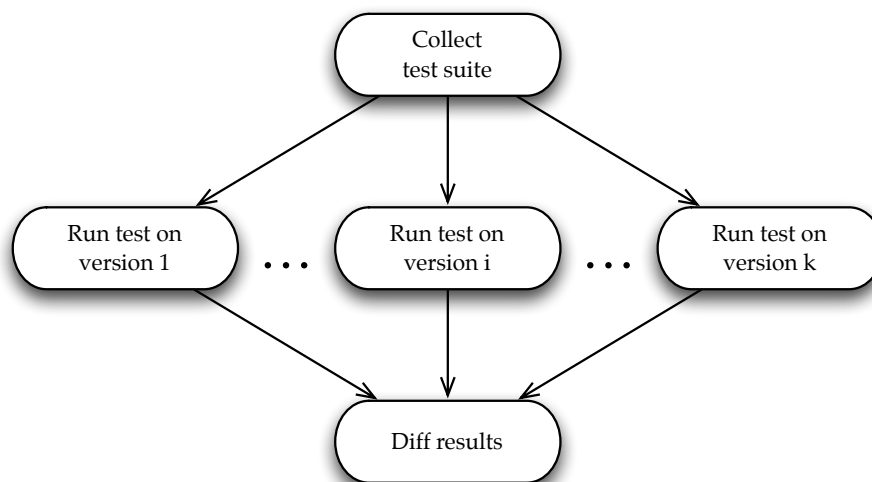 Collect
test suite
Run test on
version 1
...
Run test on
version i
...
Run test on
version k
Diff results